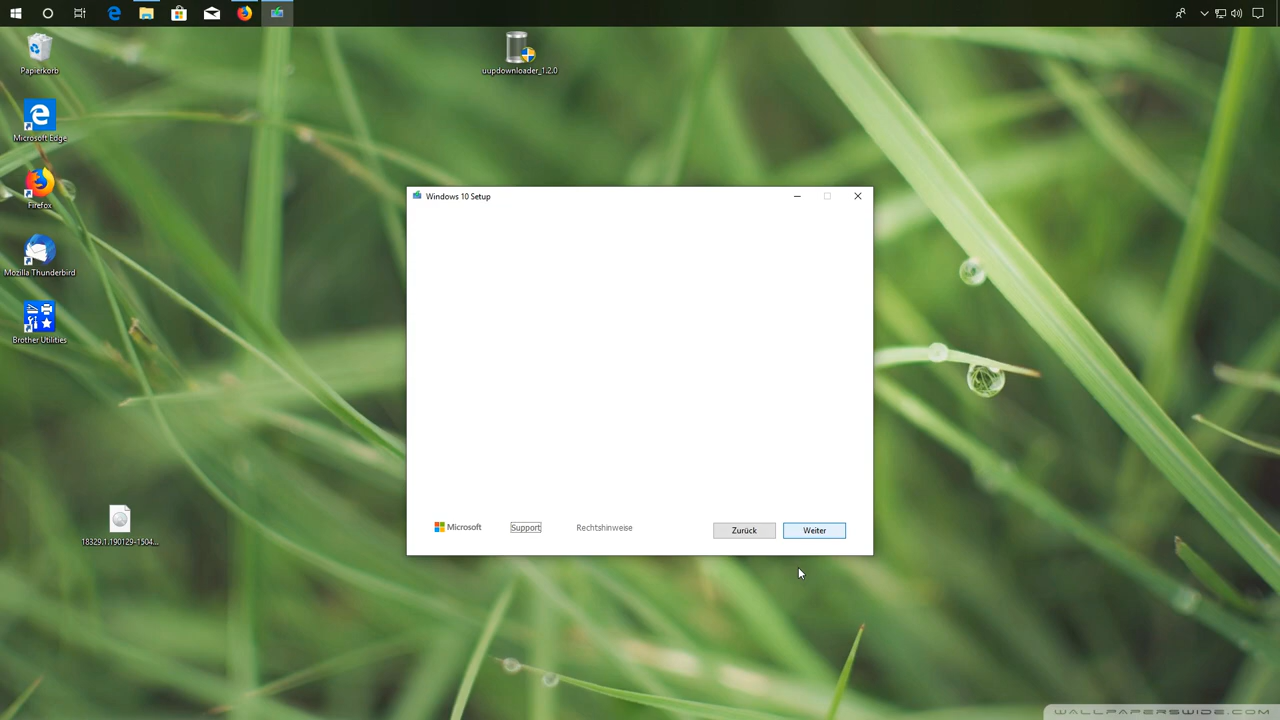 Papierkorb
uupdownloader_1.2.0
Microsoft Edge
Firefox
Mozilla Thunderbird
Brother Utilities
18329.1.190129-1504...
Windows 10 Setup
Microsoft
Support
Rechtshinweise
Zurück
Weiter
WALLPAPERSWIDE.COM